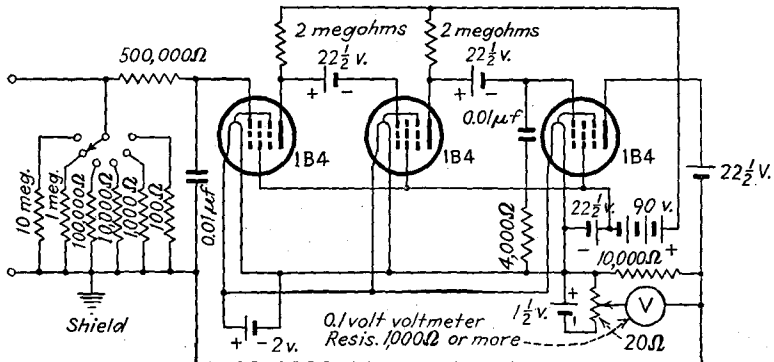 2 megohms
2 megohms
500,000Ω
22½ v.
22½ v.
+ -
+ -
0.01μf
1B4
1B4
1B4
22½ V.
10 meg.
1 meg.
100,000Ω
10,000Ω
1000Ω
100Ω
0.01μf
4,000Ω
22½ v.
90 v.
- +
10,000Ω
Shield
+ - 2v.
0.1 volt voltmeter
Resis. 1,000Ω or more
1½ v.
+
-
V
20Ω